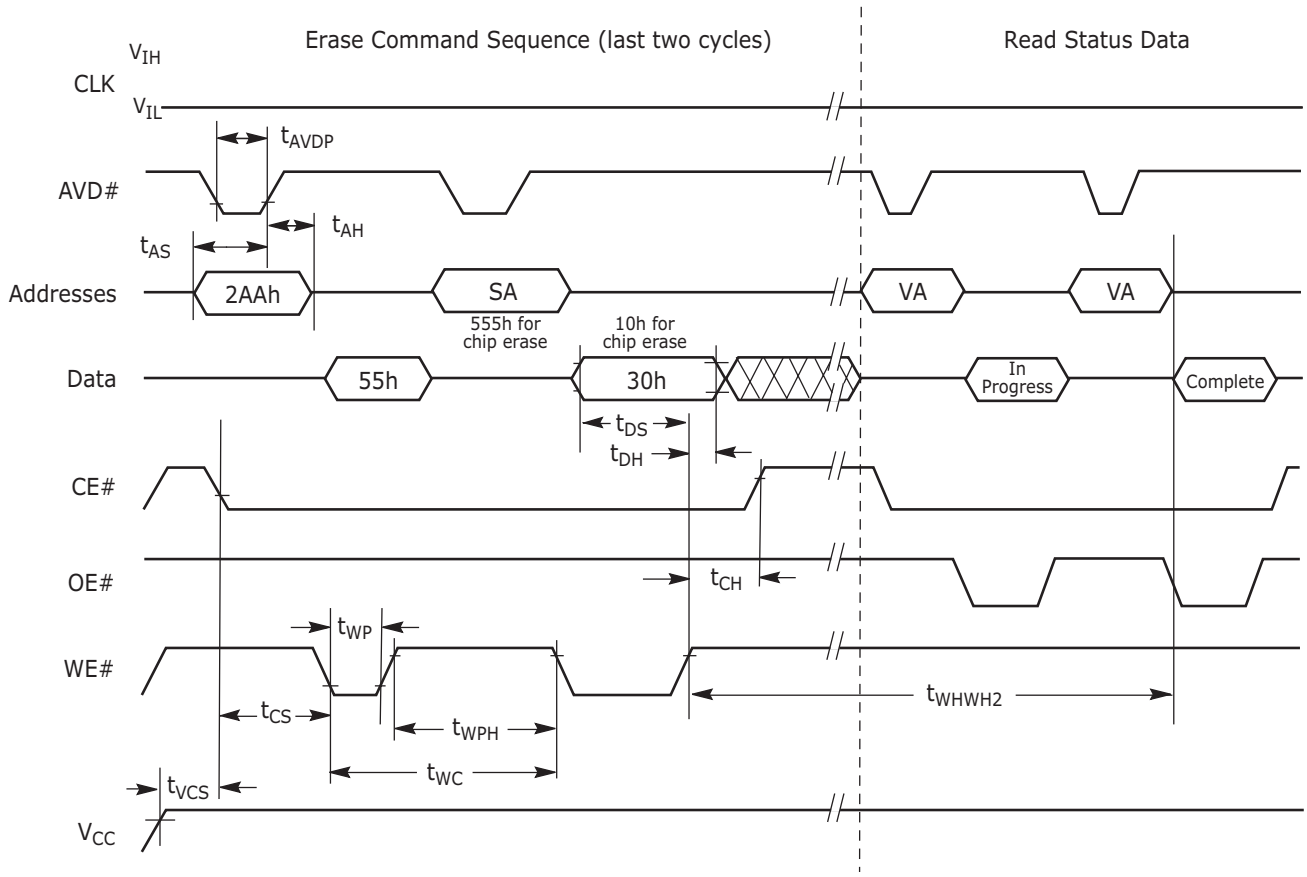 Erase Command Sequence (last two cycles)
Read Status Data
VIH
CLK
VIL
tAVDP
AVD#
tAH
tAS
Addresses
2AAh
SA
VA
VA
555h for
chip erase
10h for
chip erase
Data
55h
30h
In
Progress
Complete
tDS
tDH
CE#
OE#
tCH
tWP
WE#
tWHWH2
tCS
tWPH
tWC
tVCS
VCC